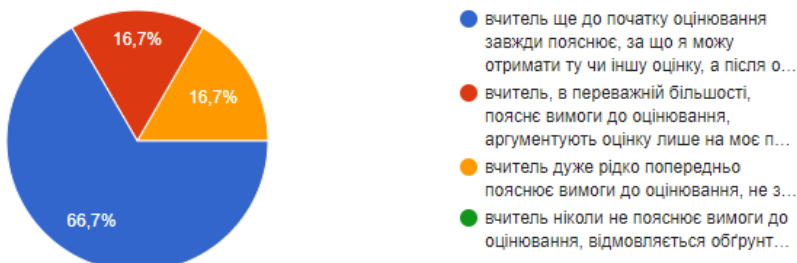 16,7%
16,7%
66,7%
вчитель ще до початку оцінювання
завжди пояснює, за що я можу
отримати ту чи іншу оцінку, а після о...
вчитель, в переважній більшості,
пояснє вимоги до оцінювання,
аргументують оцінку лише на моє п...
вчитель дуже рідко попередньо
пояснює вимоги до оцінювання, не з...
вчитель ніколи не пояснює вимоги до
оцінювання, відмовляється обґрунт...